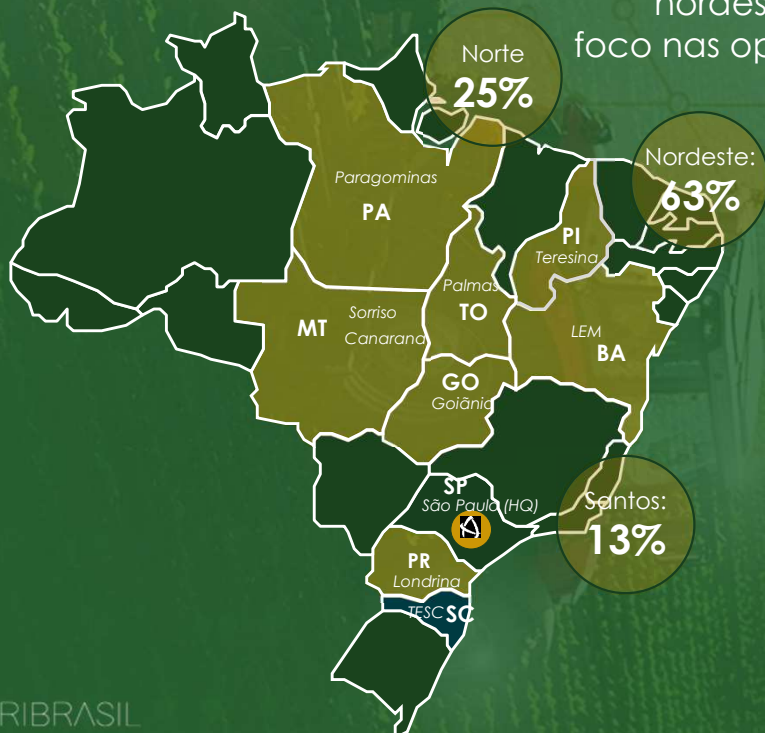 nordes
foco nas op
Norte
25%
Nordeste:
63%
Paragominas
PA
PI
Teresina
Palmas
TO
MT
Sorriso
Canarana
LEM
BA
GO
Goiânia
SP
São Paulo (HQ)
Santos:
13%
PR
Londrina
TESC SC
RIBRASIL